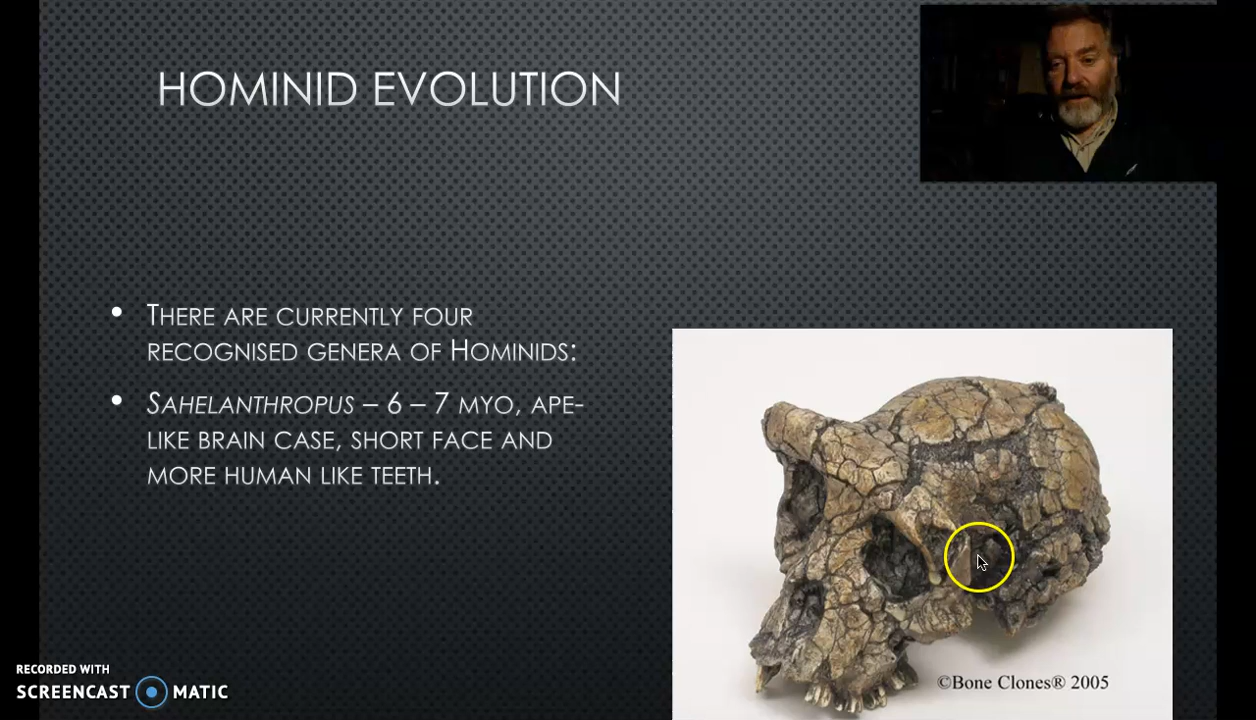 HOMINID EVOLUTION
• THERE ARE CURRENTLY FOUR
RECOGNISED GENERA OF HOMINIDS:
• SAHELANTHROPUS – 6 – 7 MYO, APE-
LIKE BRAIN CASE, SHORT FACE AND
MORE HUMAN LIKE TEETH.
©Bone Clones® 2005
RECORDED WITH
SCREENCAST MATIC